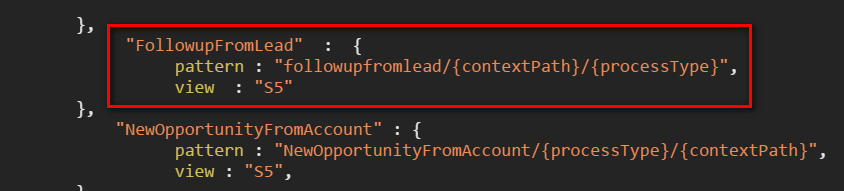 },
"FollowupFromLead" : {
pattern : "followupfromlead/{contextPath}/{processType}",
view : "S5"
},
"NewOpportunityFromAccount" : {
pattern : "NewOpportunityFromAccount/{processType}/{contextPath}",
view : "S5",
}